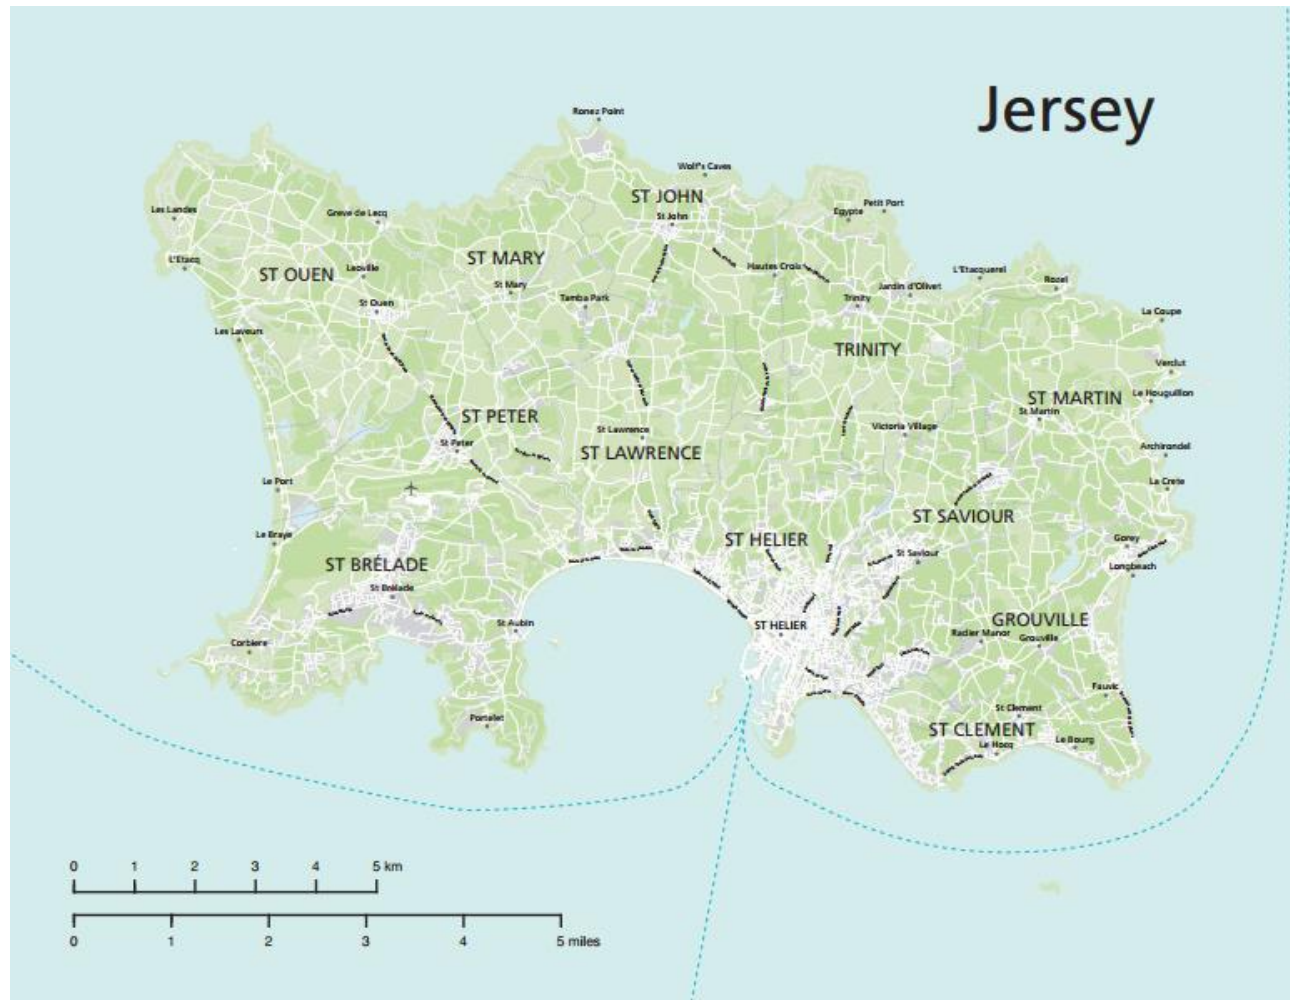 Jersey
Ronez Point
Wolf's Caves
ST JOHN
St John
Les Landes
Greve de Lecq
Egypte
Petit Port
L'Etacq
ST OUEN
Leoville
ST MARY
St Mary
Hautes Croix
L'Etacquerel
Rozel
Jardin d'Olivet
St Ouen
Tamba Park
Trinity
La Coupe
Les Laveurs
TRINITY
Verclut
Le Houguillon
ST MARTIN
St Martin
ST PETER
St Peter
St Lawrence
ST LAWRENCE
Victoria Village
Archirondel
Le Port
La Crete
ST SAVIOUR
Le Braye
ST HELIER
St Saviour
Gorey
Longbeach
ST BRÉLADE
St Brelade
St Aubin
ST HELIER
GROUVILLE
Radier Manor
Grouville
Corbiere
Fauvic
Portelet
St Clement
ST CLEMENT
Le Hocq
Le Bourg
0 1 2 3 4 5 km
0 1 2 3 4 5 miles